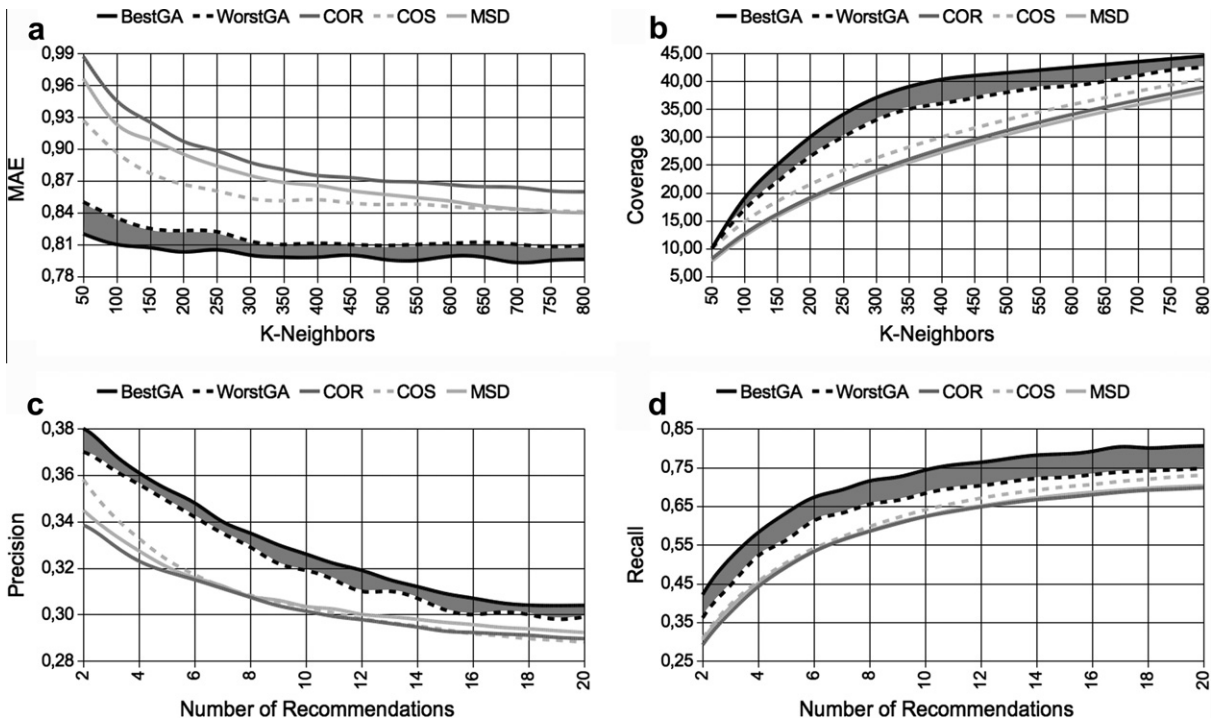 a
BestGA WorstGA COR COS MSD
0,99
0,96
0,93
0,90
0,87
0,84
0,81
0,78
MAE
50 100 150 200 250 300 350 400 450 500 550 600 650 700 750 800
K-Neighbors
b
BestGA WorstGA COR COS MSD
45,00
40,00
35,00
30,00
25,00
20,00
15,00
10,00
5,00
Coverage
50 100 150 200 250 300 350 400 450 500 550 600 650 700 750 800
K-Neighbors
c
BestGA WorstGA COR COS MSD
0,38
0,36
0,34
0,32
0,30
0,28
Precision
2 4 6 8 10 12 14 16 18 20
Number of Recommendations
d
BestGA WorstGA COR COS MSD
0,85
0,75
0,65
0,55
0,45
0,35
0,25
Recall
2 4 6 8 10 12 14 16 18 20
Number of Recommendations